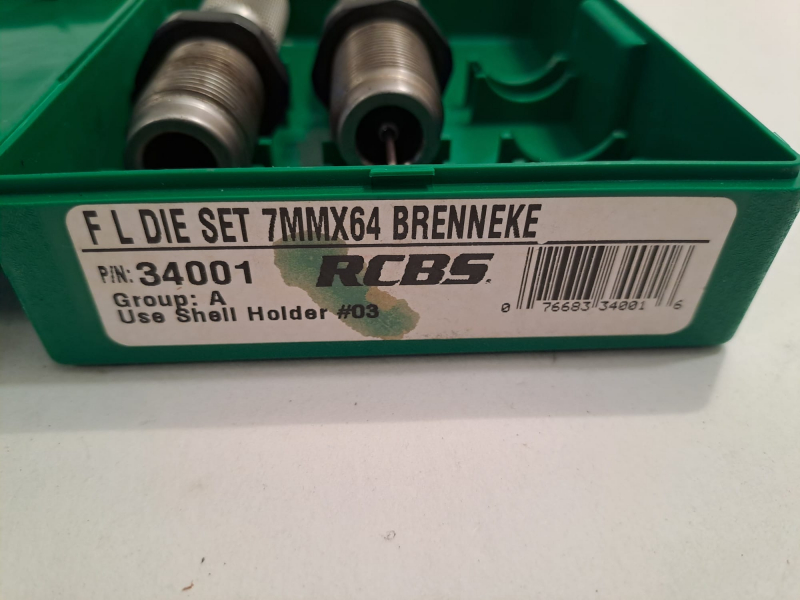 F L DIE SET 7MMX64 BRENNEKE
P/N: 34001 RCBS.
Group: A
Use Shell Holder #03
0 76683 34001 6